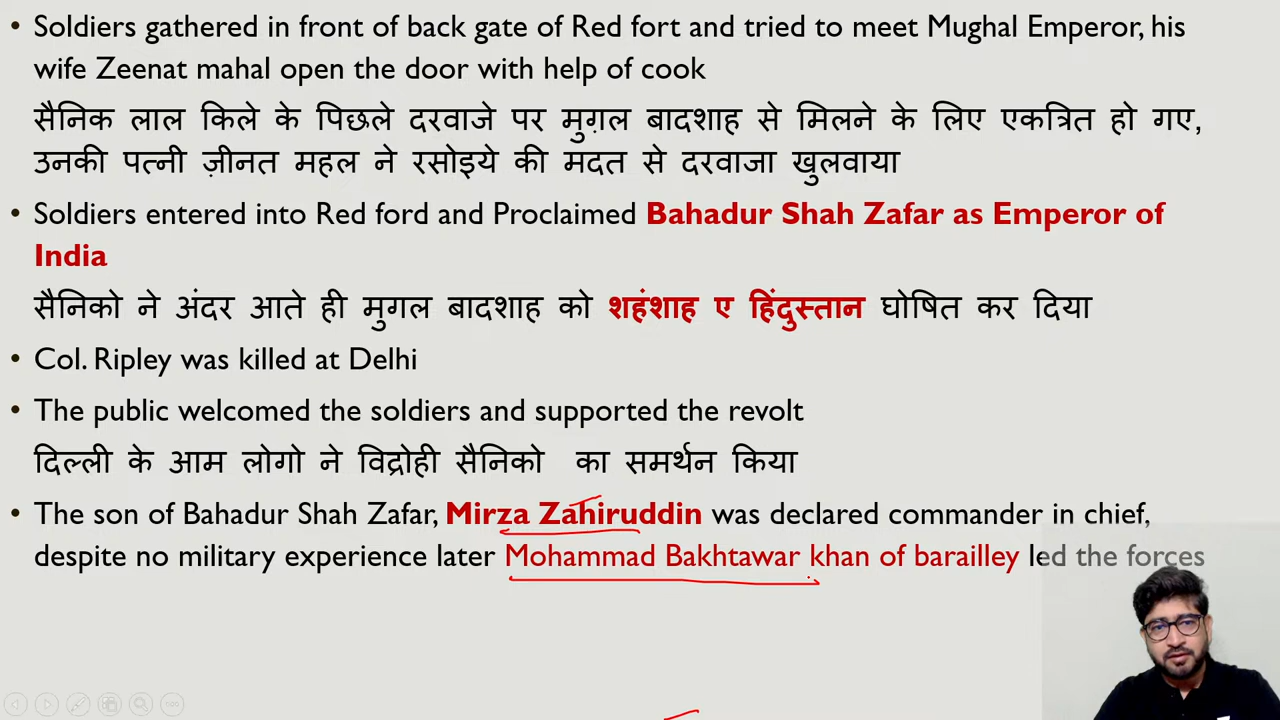 Soldiers gathered in front of back gate of Red fort and tried to meet Mughal Emperor, his
wife Zeenat mahal open the door with help of cook
सैनिक लाल किले के पिछले दरवाजे पर मुग़ल बादशाह से मिलने के लिए एकत्रित हो गए,
उनकी पत्नी ज़ीनत महल ने रसोइये की मदत से दरवाजा खुलवाया
Soldiers entered into Red ford and Proclaimed Bahadur Shah Zafar as Emperor of
India
सैनिको ने अंदर आते ही मुगल बादशाह को शहंशाह ए हिंदुस्तान घोषित कर दिया
Col. Ripley was killed at Delhi
The public welcomed the soldiers and supported the revolt
दिल्ली के आम लोगो ने विद्रोही सैनिको का समर्थन किया
The son of Bahadur Shah Zafar, Mirza Zahiruddin was declared commander in chief,
despite no military experience later Mohammad Bakhtawar khan of barailley led the forces